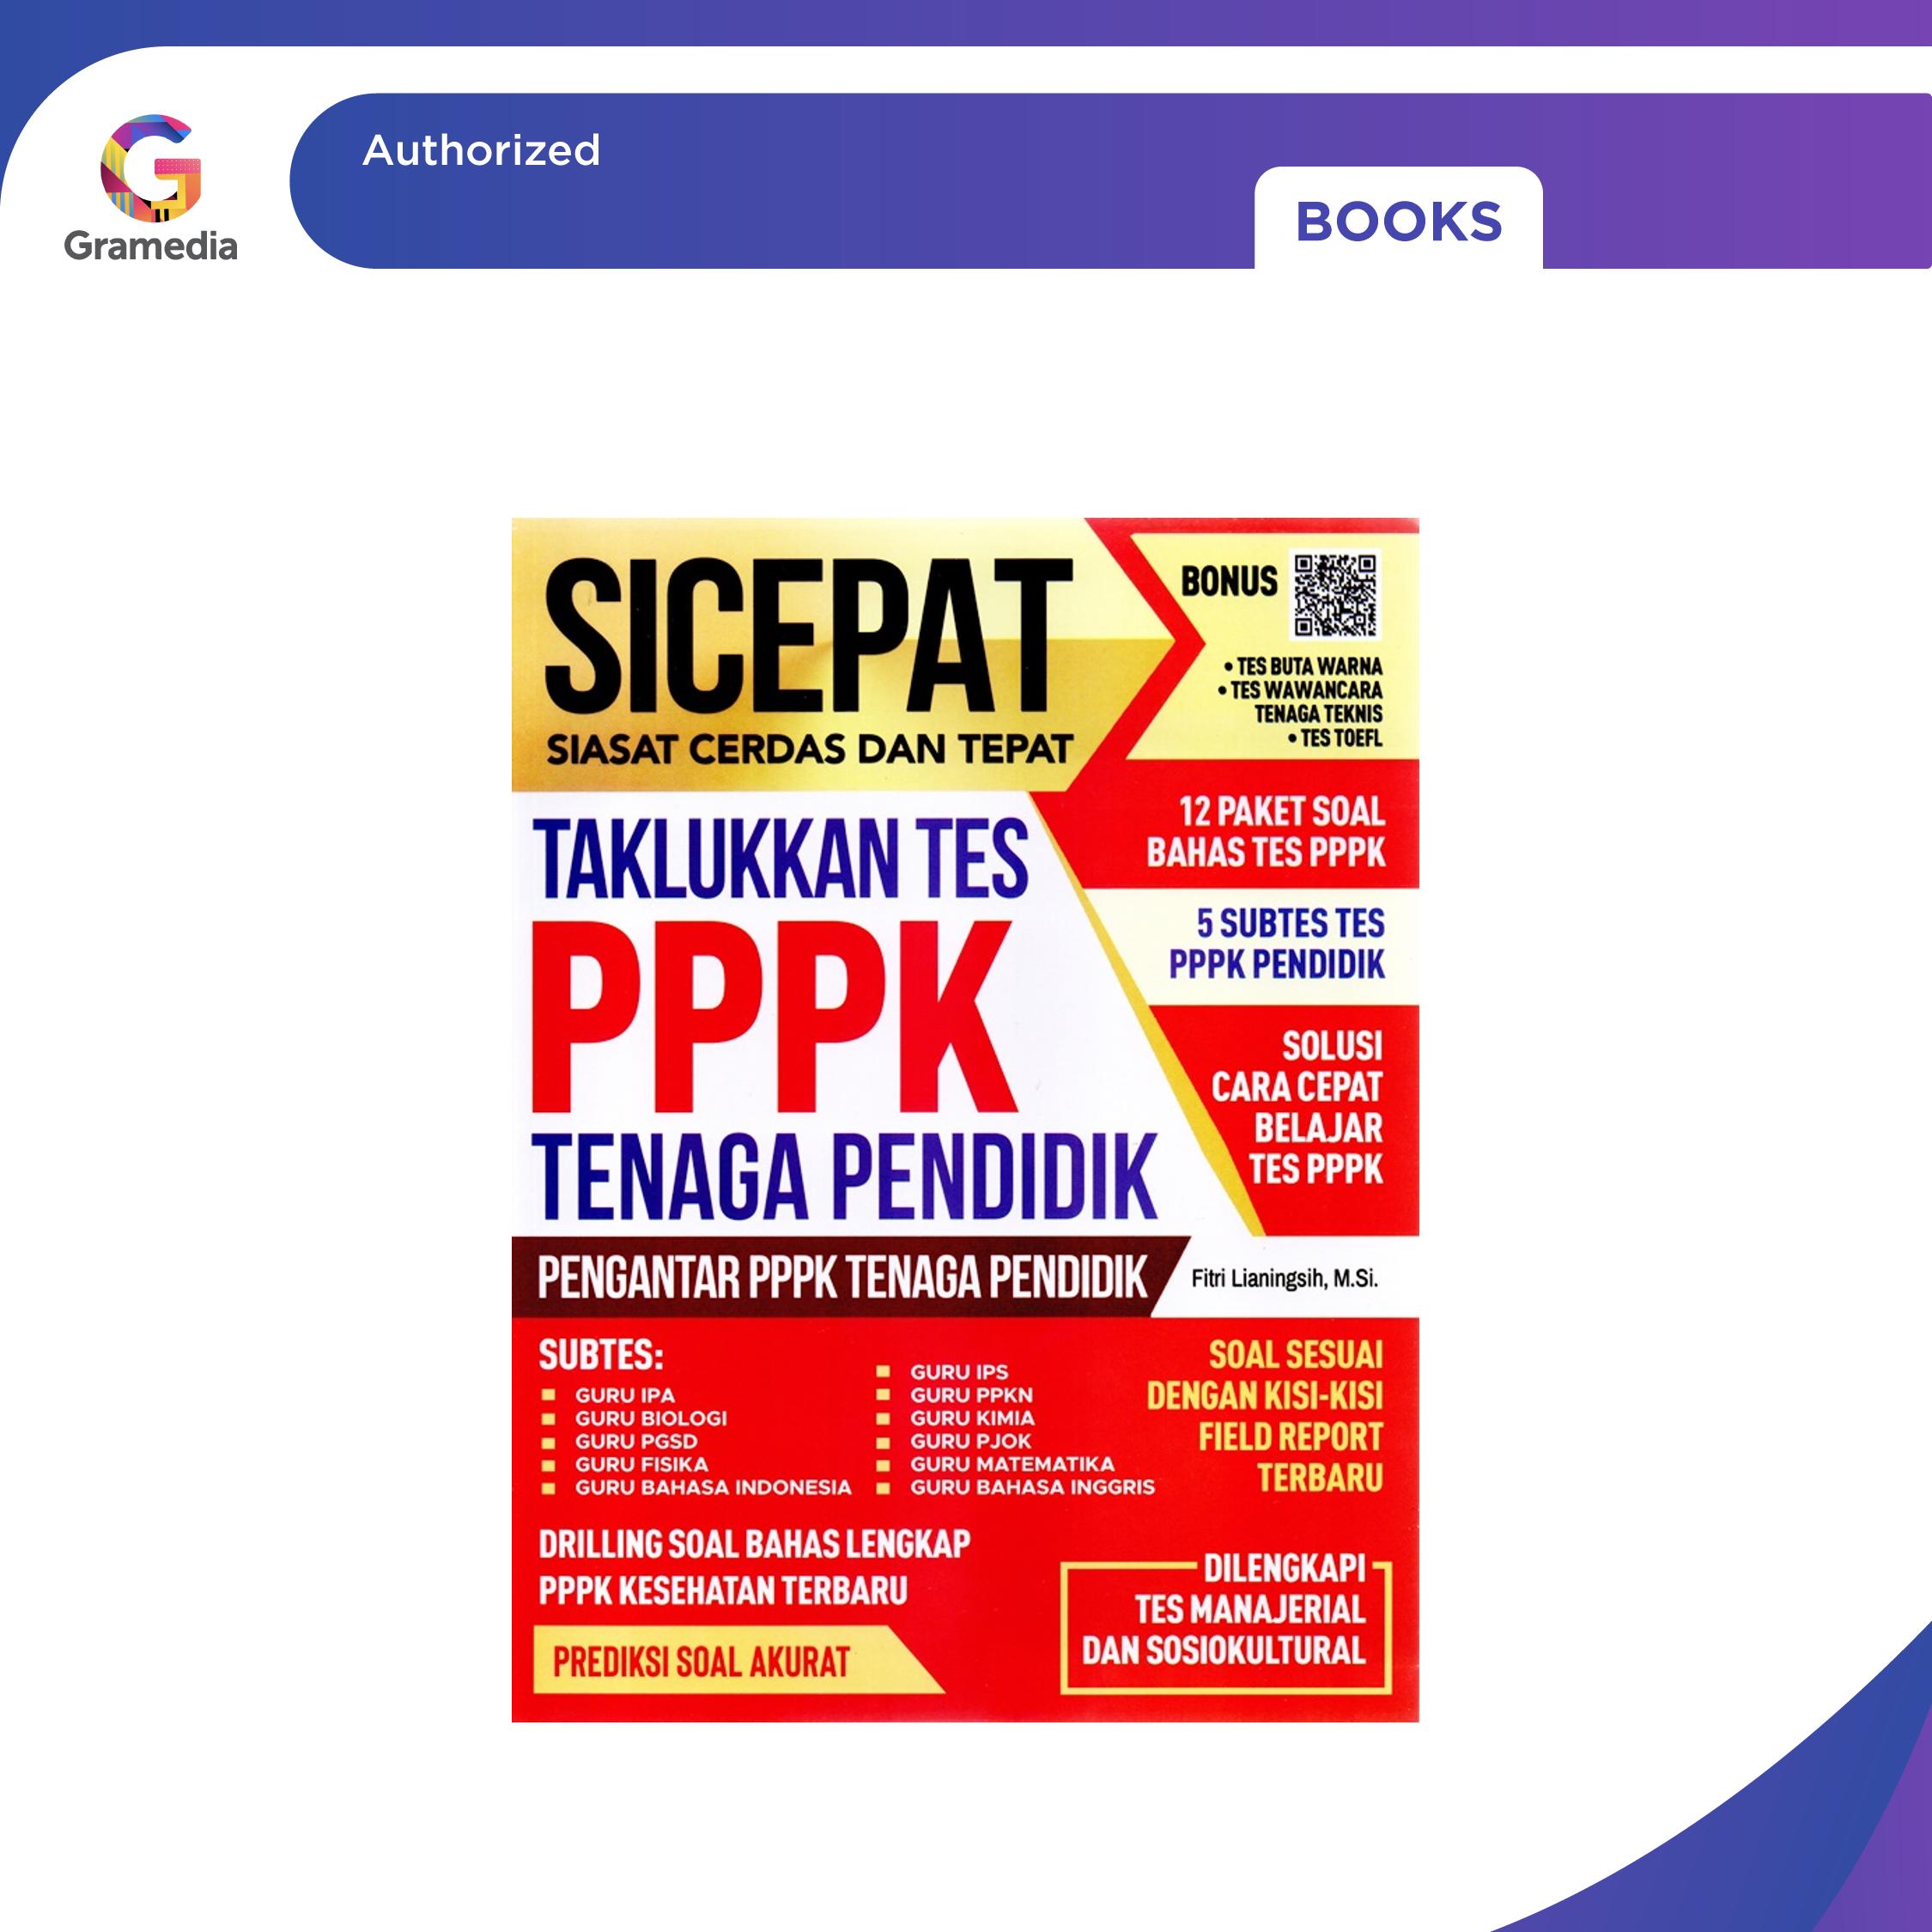 Gramedia
Authorized
BOOKS
SICEPAT
SIASAT CERDAS DAN TEPAT
BONUS
• TES BUTA WARNA
• TES WAWANCARA
TENAGA TEKNIS
• TES TOEFL
12 PAKET SOAL
BAHAS TES PPPK
5 SUBTES TES
PPPK PENDIDIK
SOLUSI
CARA CEPAT
BELAJAR
TES PPPK
TAKLUKKAN TES
PPPK
TENAGA PENDIDIK
PENGANTAR PPPK TENAGA PENDIDIK
Fitri Lianingsih, M.Si.
SUBTES:
GURU IPA
GURU BIOLOGI
GURU PGSD
GURU FISIKA
GURU BAHASA INDONESIA
GURU IPS
GURU PPKN
GURU KIMIA
GURU PJOK
GURU MATEMATIKA
GURU BAHASA INGGRIS
SOAL SESUAI
DENGAN KISI-KISI
FIELD REPORT
TERBARU
DRILLING SOAL BAHAS LENGKAP
PPPK KESEHATAN TERBARU
PREDIKSI SOAL AKURAT
DILENGKAPI
TES MANAJERIAL
DAN SOSIOKULTURAL